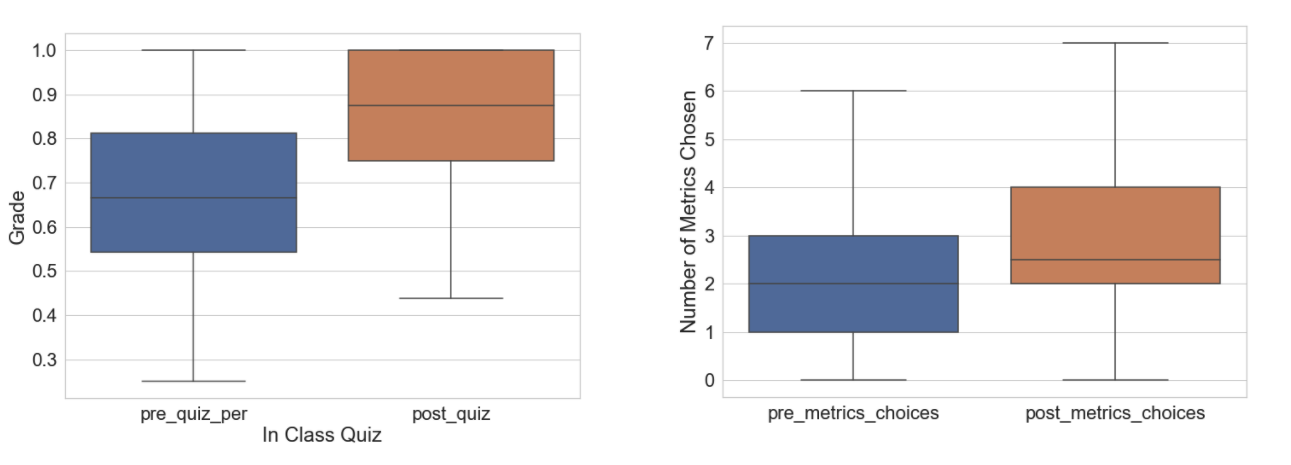 Grade
1.0
0.9
0.8
0.7
0.6
0.5
0.4
0.3
pre_quiz_per
post_quiz
In Class Quiz
Number of Metrics Chosen
7
6
5
4
3
2
1
0
pre_metrics_choices
post_metrics_choices